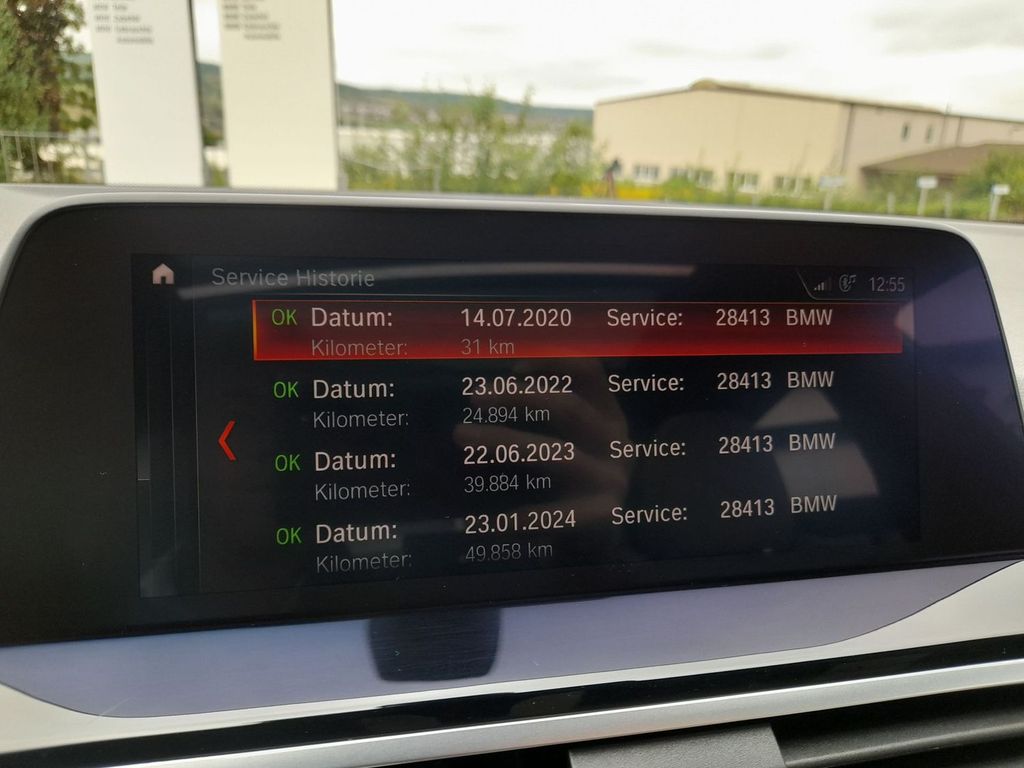 Service Historie
12:55
OK Datum: 14.07.2020 Service: 28413 BMW
Kilometer: 31 km
OK Datum: 23.06.2022 Service: 28413 BMW
Kilometer: 24.894 km
OK Datum: 22.06.2023 Service: 28413 BMW
Kilometer: 39.884 km
OK Datum: 23.01.2024 Service: 28413 BMW
Kilometer: 49.858 km